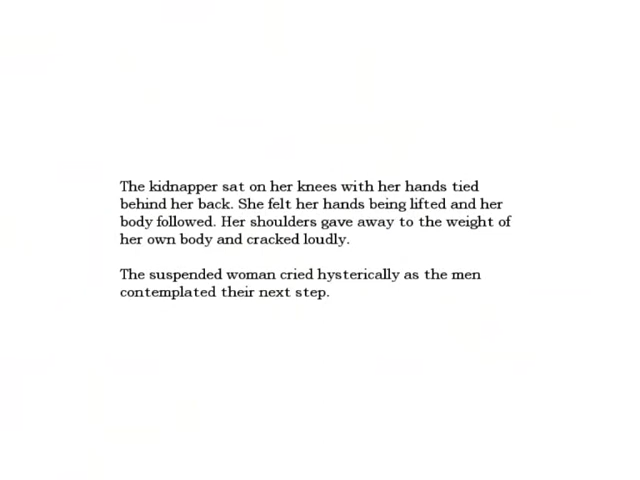 The kidnapper sat on her knees with her hands tied
behind her back. She felt her hands being lifted and her
body followed. Her shoulders gave away to the weight of
her own body and cracked loudly.
The suspended woman cried hysterically as the men
contemplated their next step.